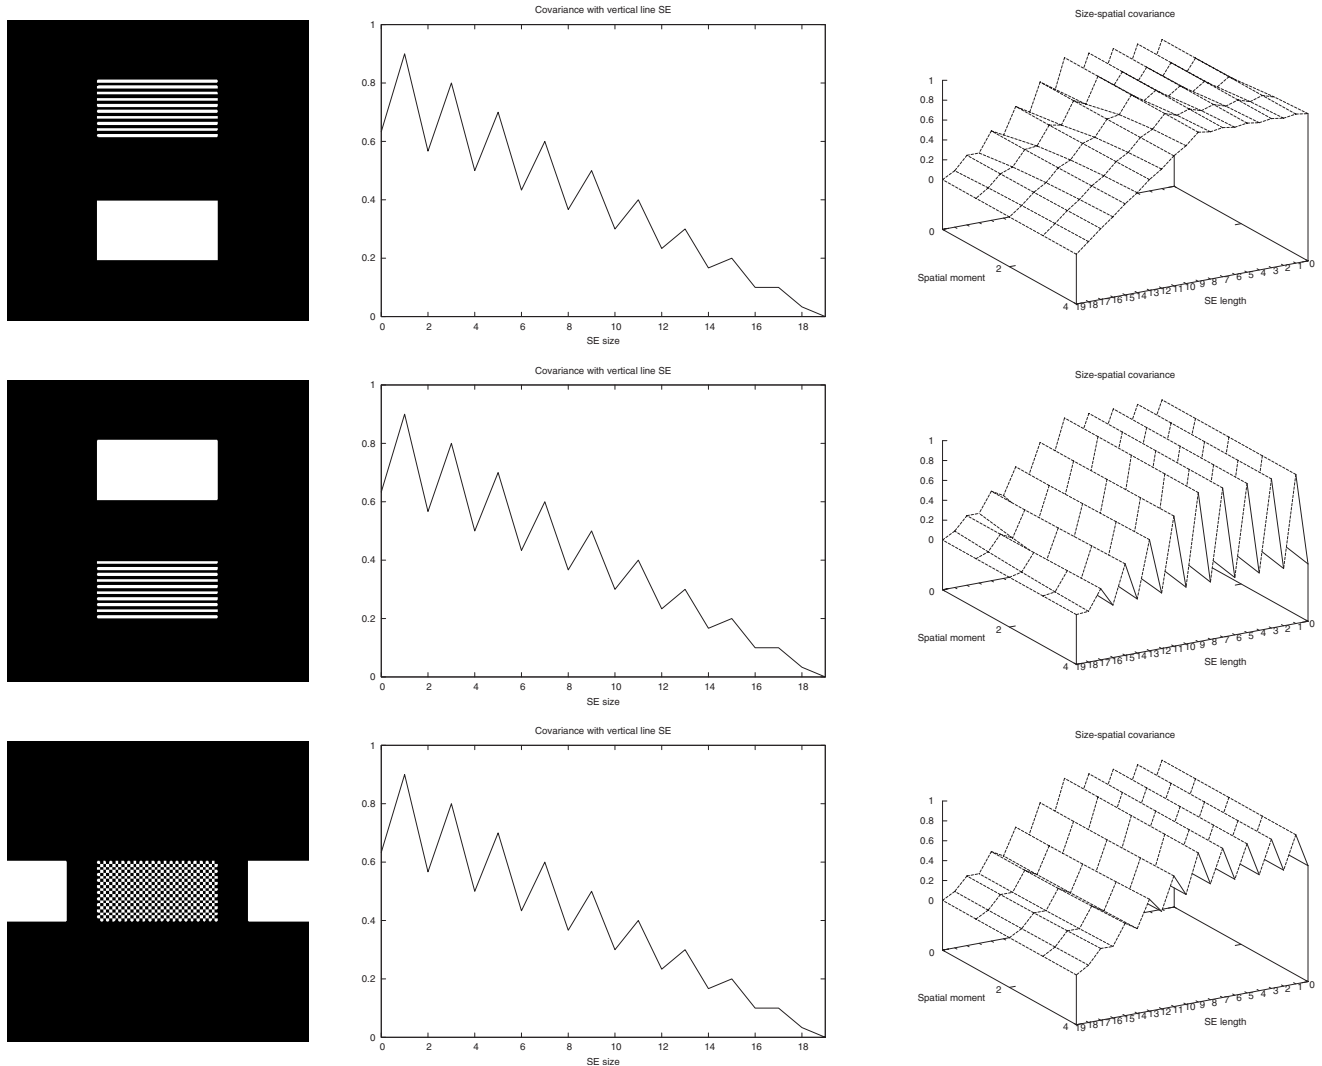 Covariance with vertical line SE
1
0.8
0.6
0.4
0.2
0
0 2 4 6 8 10 12 14 16 18
SE size
Size-spatial covariance
1
0.8
0.6
0.4
0.2
0
0
2
4
Spatial moment
19 18 17 16 15 14 13 12 11 10 9 8 7 6 5 4 3 2 1 0
SE length
Covariance with vertical line SE
1
0.8
0.6
0.4
0.2
0
0 2 4 6 8 10 12 14 16 18
SE size
Size-spatial covariance
1
0.8
0.6
0.4
0.2
0
0
2
4
Spatial moment
19 18 17 16 15 14 13 12 11 10 9 8 7 6 5 4 3 2 1 0
SE length
Covariance with vertical line SE
1
0.8
0.6
0.4
0.2
0
0 2 4 6 8 10 12 14 16 18
SE size
Size-spatial covariance
1
0.8
0.6
0.4
0.2
0
0
2
4
Spatial moment
19 18 17 16 15 14 13 12 11 10 9 8 7 6 5 4 3 2 1 0
SE length